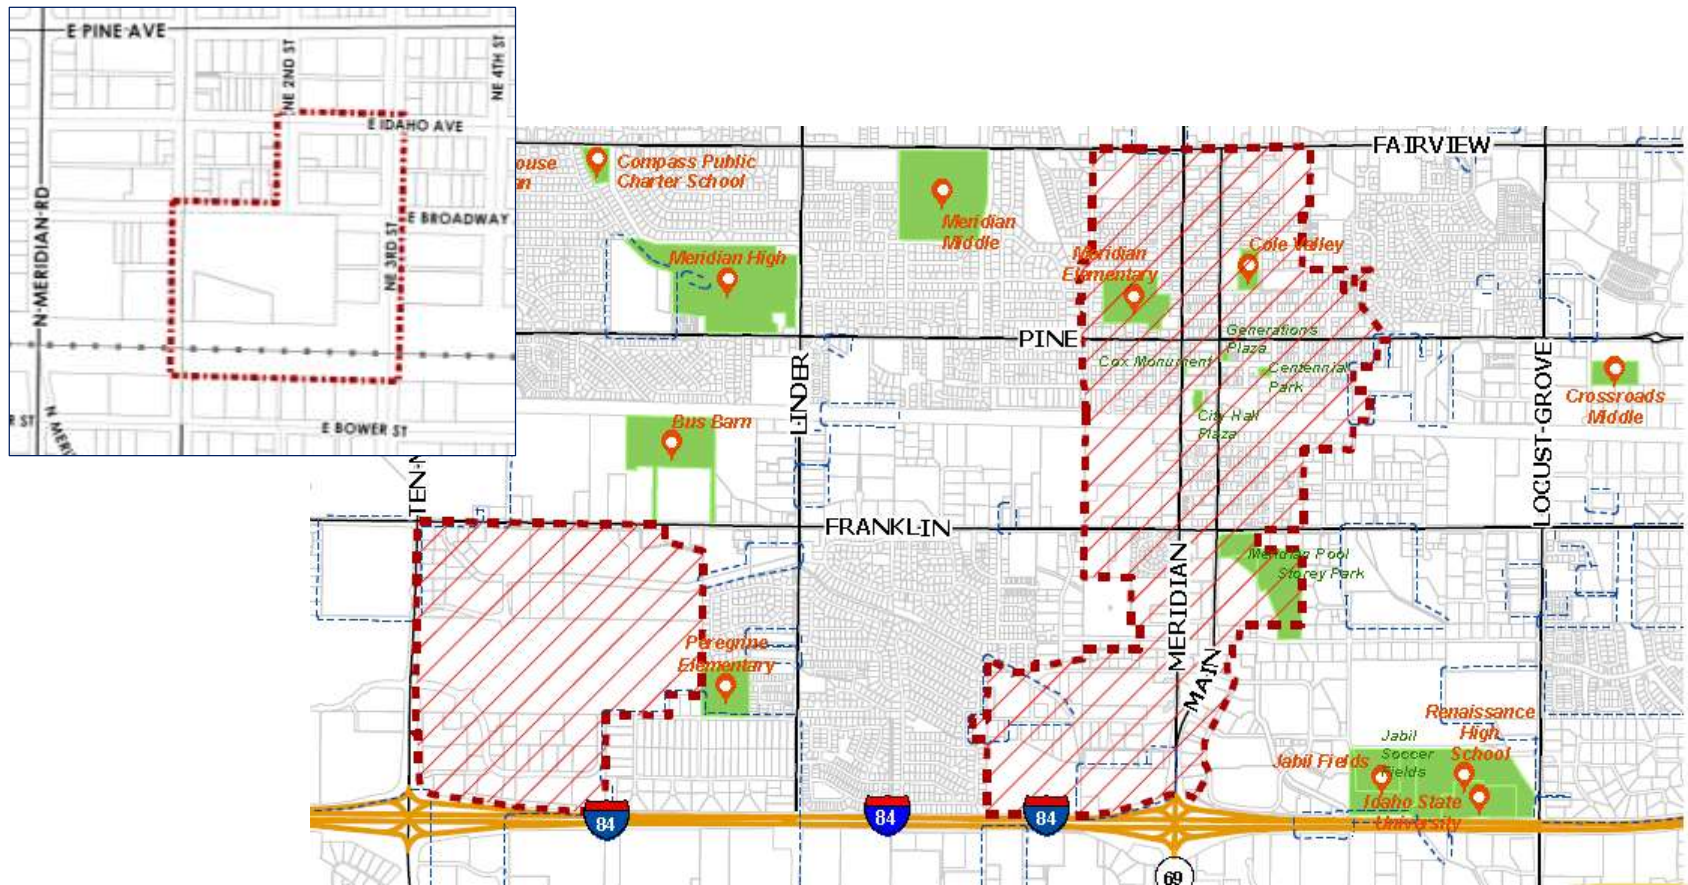 E PINE AVE
NE 2ND ST
NE 4TH ST
E IDAHO AVE
N MERIDIAN RD
E BROADWAY
NE 3RD ST
E BOWER ST
R ST
FAIRVIEW
Compass Public
Charter School
Meridian
Middle
Meridian High
Meridian
Elementary
Cole Valley
PINE
Generations
Plaza
Cox Monument
Centennial
Park
City Hall
Plaza
LINDER
LOCUST GROVE
Crossroads
Middle
Bus Barn
FRANKLIN
Meridian Pool
Storey Park
MERIDIAN
MAIN
Peregrine
Elementary
Renaissance
High
School
Jabil
Soccer
Fields
Jabil Fields
Idaho State
University
84
84
84
69